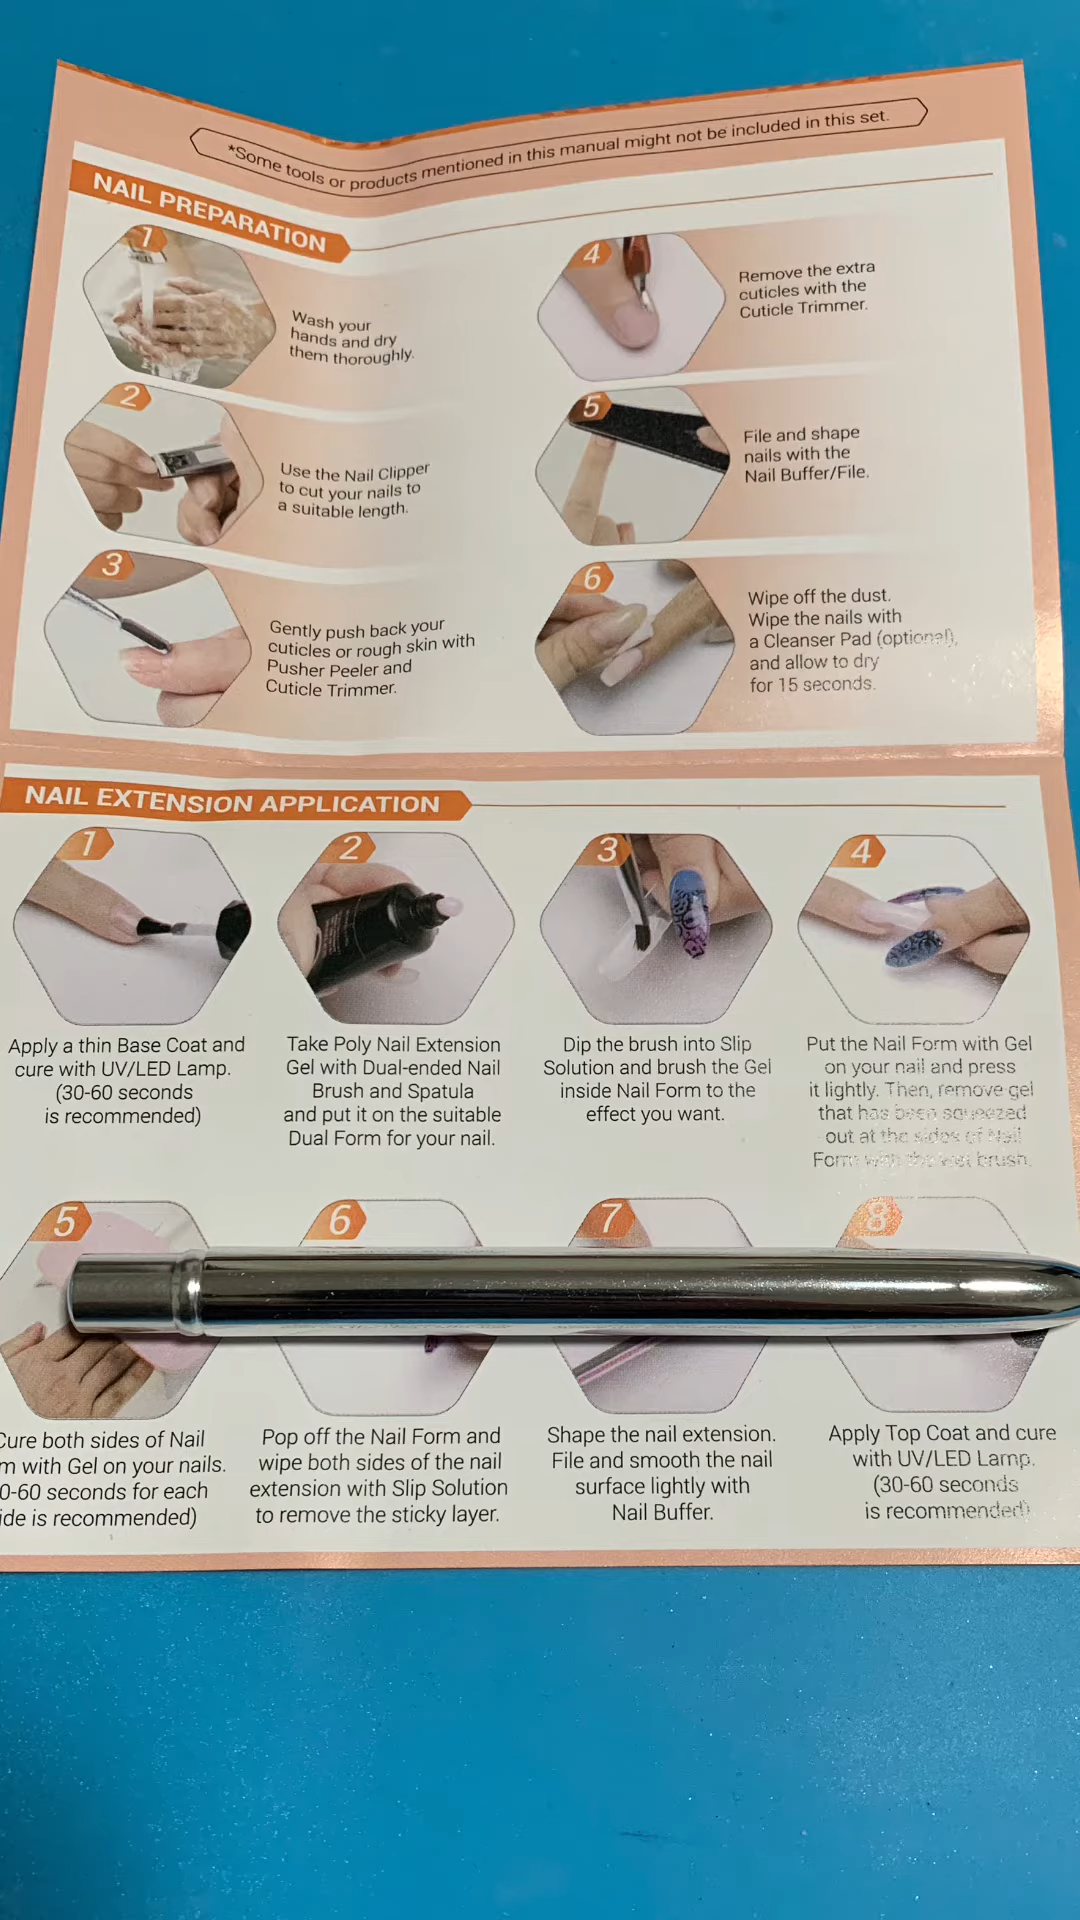 *Some tools or products mentioned in this manual might not be included in this set.
NAIL PREPARATION
1
Wash your
hands and dry
them thoroughly.
2
Use the Nail Clipper
to cut your nails to
a suitable length.
3
Gently push back your
cuticles or rough skin with
Pusher Peeler and
Cuticle Trimmer.
4
Remove the extra
cuticles with the
Cuticle Trimmer.
5
File and shape
nails with the
Nail Buffer/File.
6
Wipe off the dust.
Wipe the nails with
a Cleanser Pad (optional),
and allow to dry
for 15 seconds.
NAIL EXTENSION APPLICATION
1
Apply a thin Base Coat and
cure with UV/LED Lamp.
(30-60 seconds
is recommended)
2
Take Poly Nail Extension
Gel with Dual-ended Nail
Brush and Spatula
and put it on the suitable
Dual Form for your nail.
3
Dip the brush into Slip
Solution and brush the Gel
inside Nail Form to the
effect you want.
4
Put the Nail Form with Gel
on your nail and press
it lightly. Then, remove gel
that has been squeezed
out at the sides of Nail
Form with the wet brush.
5
Cure both sides of Nail
m with Gel on your nails.
0-60 seconds for each
ide is recommended)
6
Pop off the Nail Form and
wipe both sides of the nail
extension with Slip Solution
to remove the sticky layer.
7
Shape the nail extension.
File and smooth the nail
surface lightly with
Nail Buffer.
8
Apply Top Coat and cure
with UV/LED Lamp.
(30-60 seconds
is recommended)